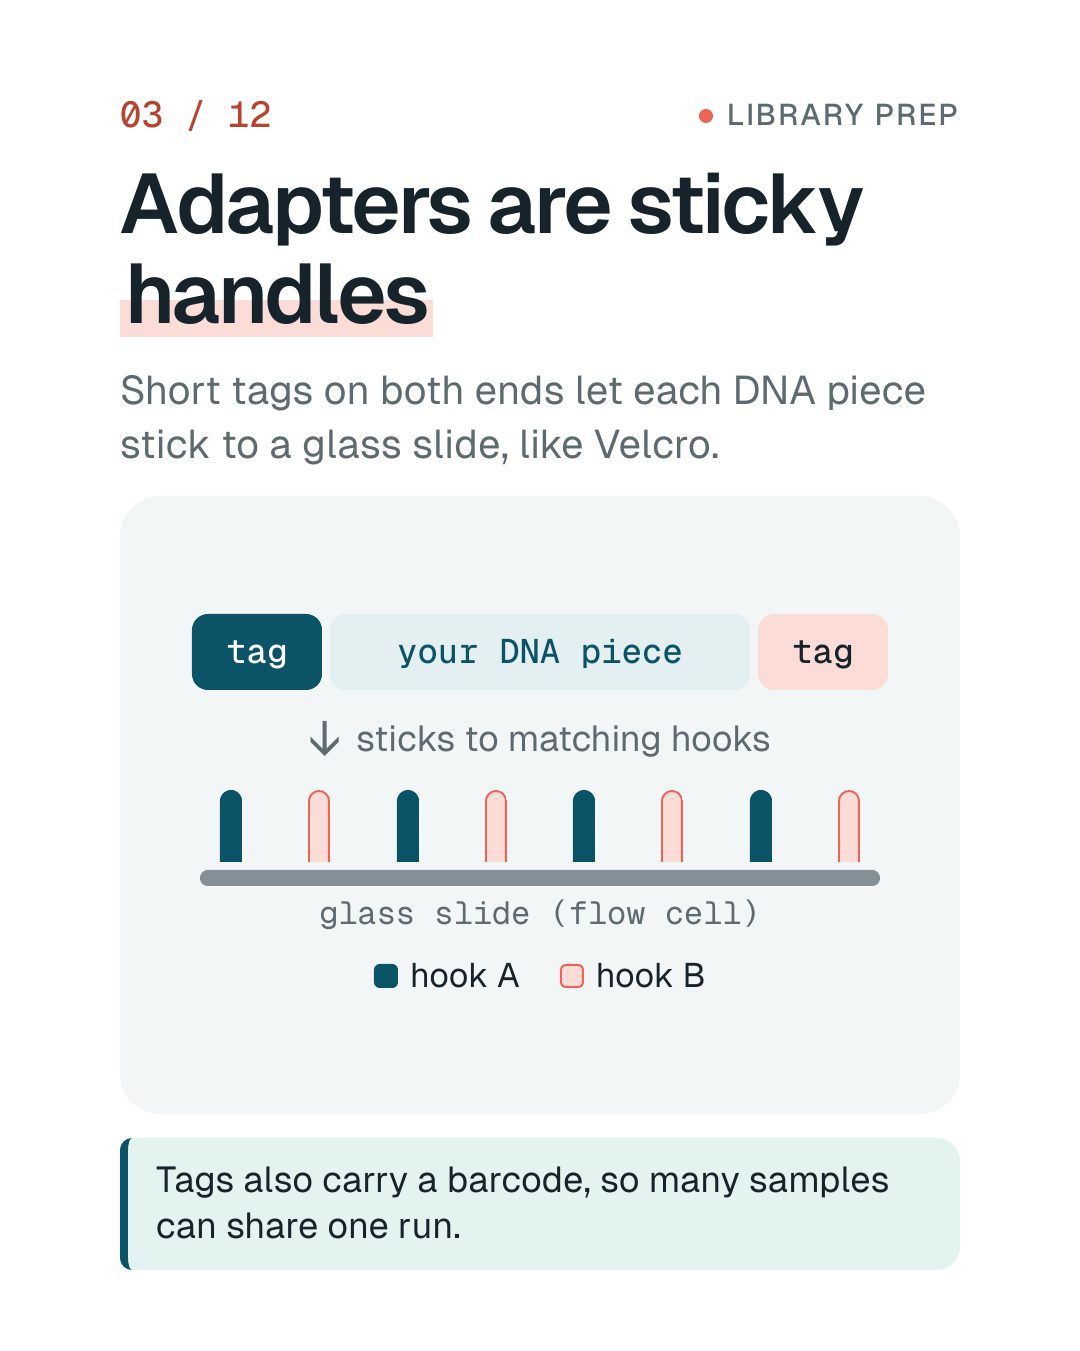 03 / 12
LIBRARY PREP
Adapters are sticky
handles
Short tags on both ends let each DNA piece
stick to a glass slide, like Velcro.
tag your DNA piece tag
↓ sticks to matching hooks
glass slide (flow cell)
hook A hook B
Tags also carry a barcode, so many samples
can share one run.